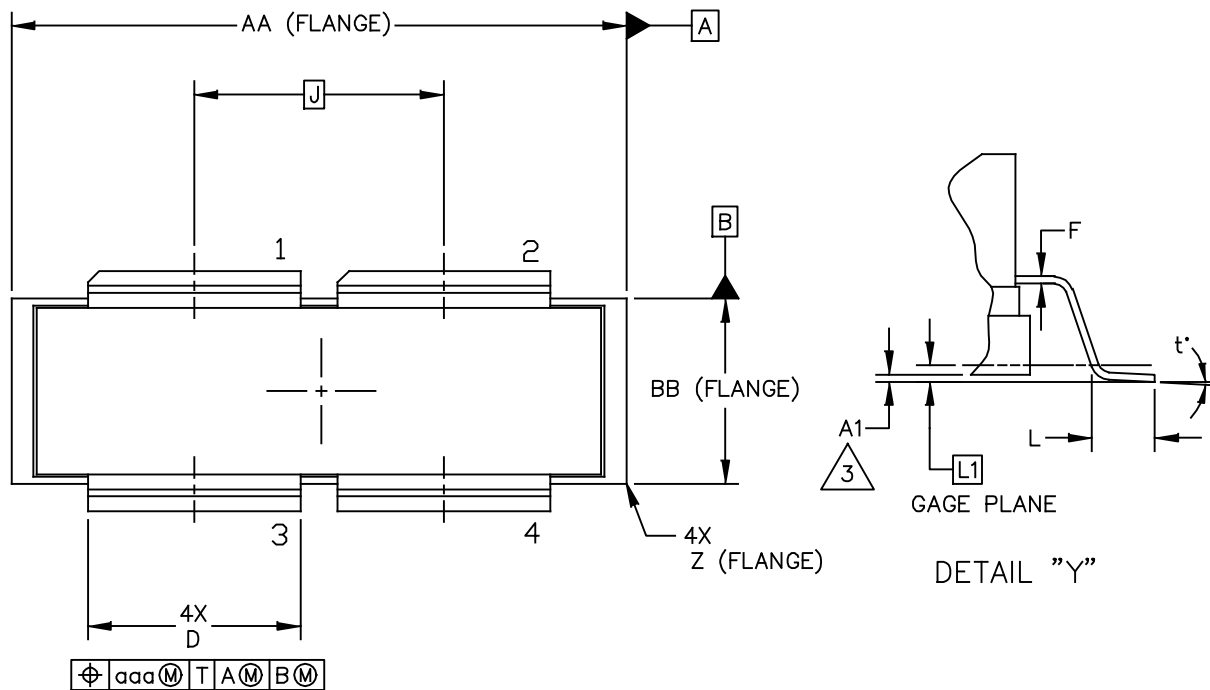 AA (FLANGE)
A
J
B
1
2
F
t°
BB (FLANGE)
A1
3
L
L1
GAGE PLANE
3
4
4X
Z (FLANGE)
DETAIL "Y"
4X
D
⌖ aaa Ⓜ T A Ⓜ B Ⓜ